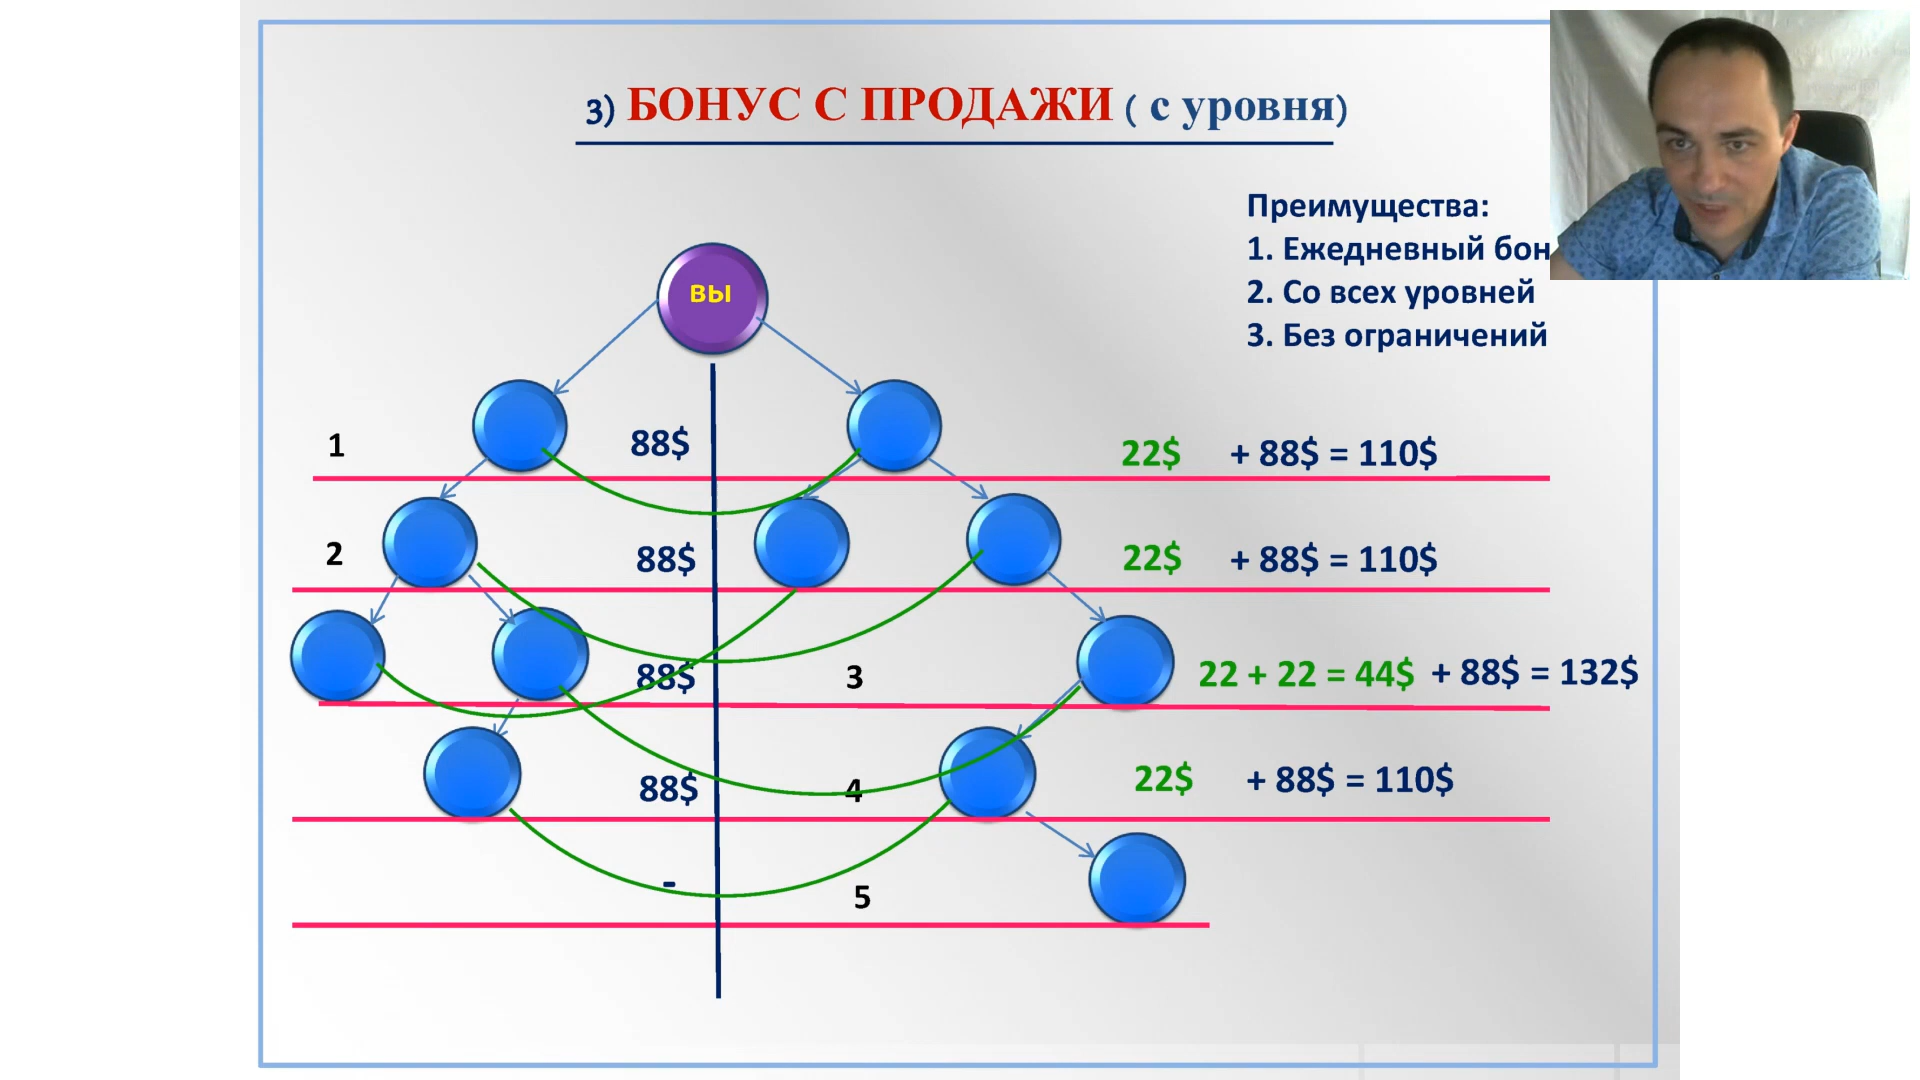 3) БОНУС С ПРОДАЖИ ( с уровня)
Преимущества:
1. Ежедневный бон
2. Со всех уровней
3. Без ограничений
ВЫ
1 88$ 22$ + 88$ = 110$
2 88$ 22$ + 88$ = 110$
88$ 3 22 + 22 = 44$ + 88$ = 132$
88$ 4 22$ + 88$ = 110$
- 5